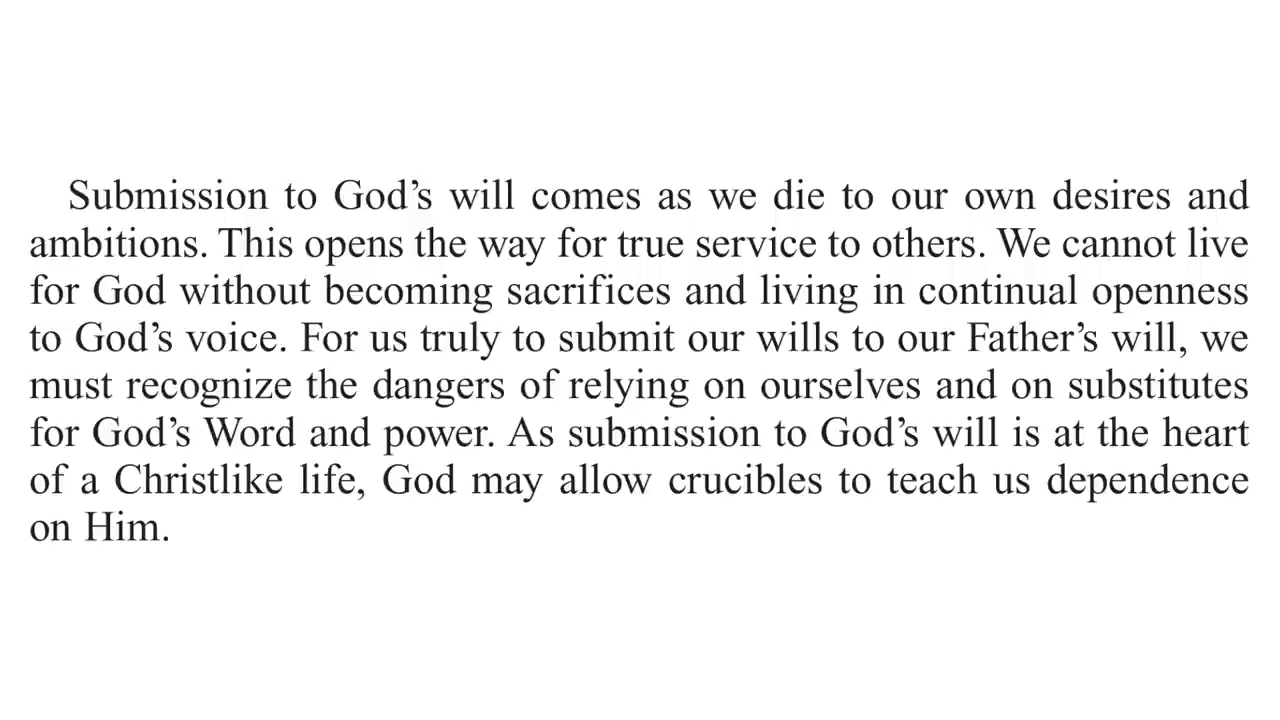 Submission to God’s will comes as we die to our own desires and
ambitions. This opens the way for true service to others. We cannot live
for God without becoming sacrifices and living in continual openness
to God’s voice. For us truly to submit our wills to our Father’s will, we
must recognize the dangers of relying on ourselves and on substitutes
for God’s Word and power. As submission to God’s will is at the heart
of a Christlike life, God may allow crucibles to teach us dependence
on Him.